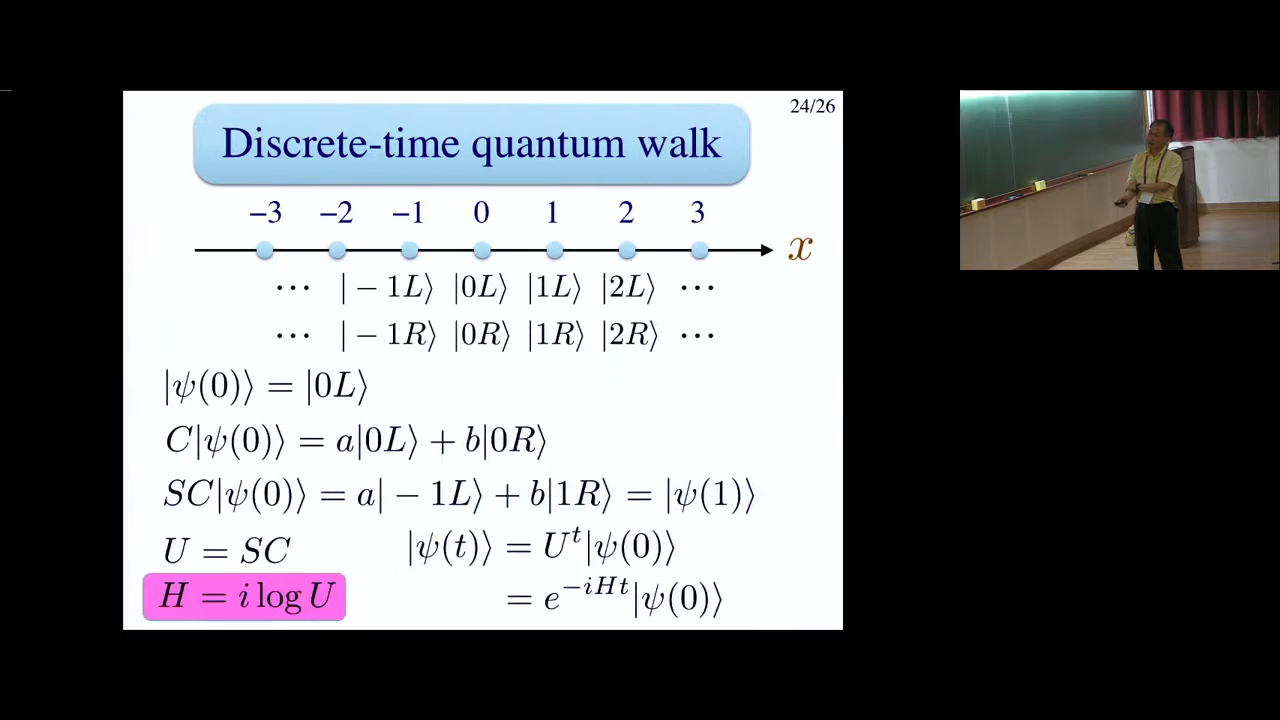 24/26
Discrete-time quantum walk
−3 −2 −1 0 1 2 3
x
⋯ |−1L⟩ |0L⟩ |1L⟩ |2L⟩ ⋯
⋯ |−1R⟩ |0R⟩ |1R⟩ |2R⟩ ⋯
|ψ(0)⟩ = |0L⟩
C|ψ(0)⟩ = a|0L⟩ + b|0R⟩
SC|ψ(0)⟩ = a|−1L⟩ + b|1R⟩ = |ψ(1)⟩
U = SC |ψ(t)⟩ = Uᵗ|ψ(0)⟩
H = i log U = e^{−iHt}|ψ(0)⟩